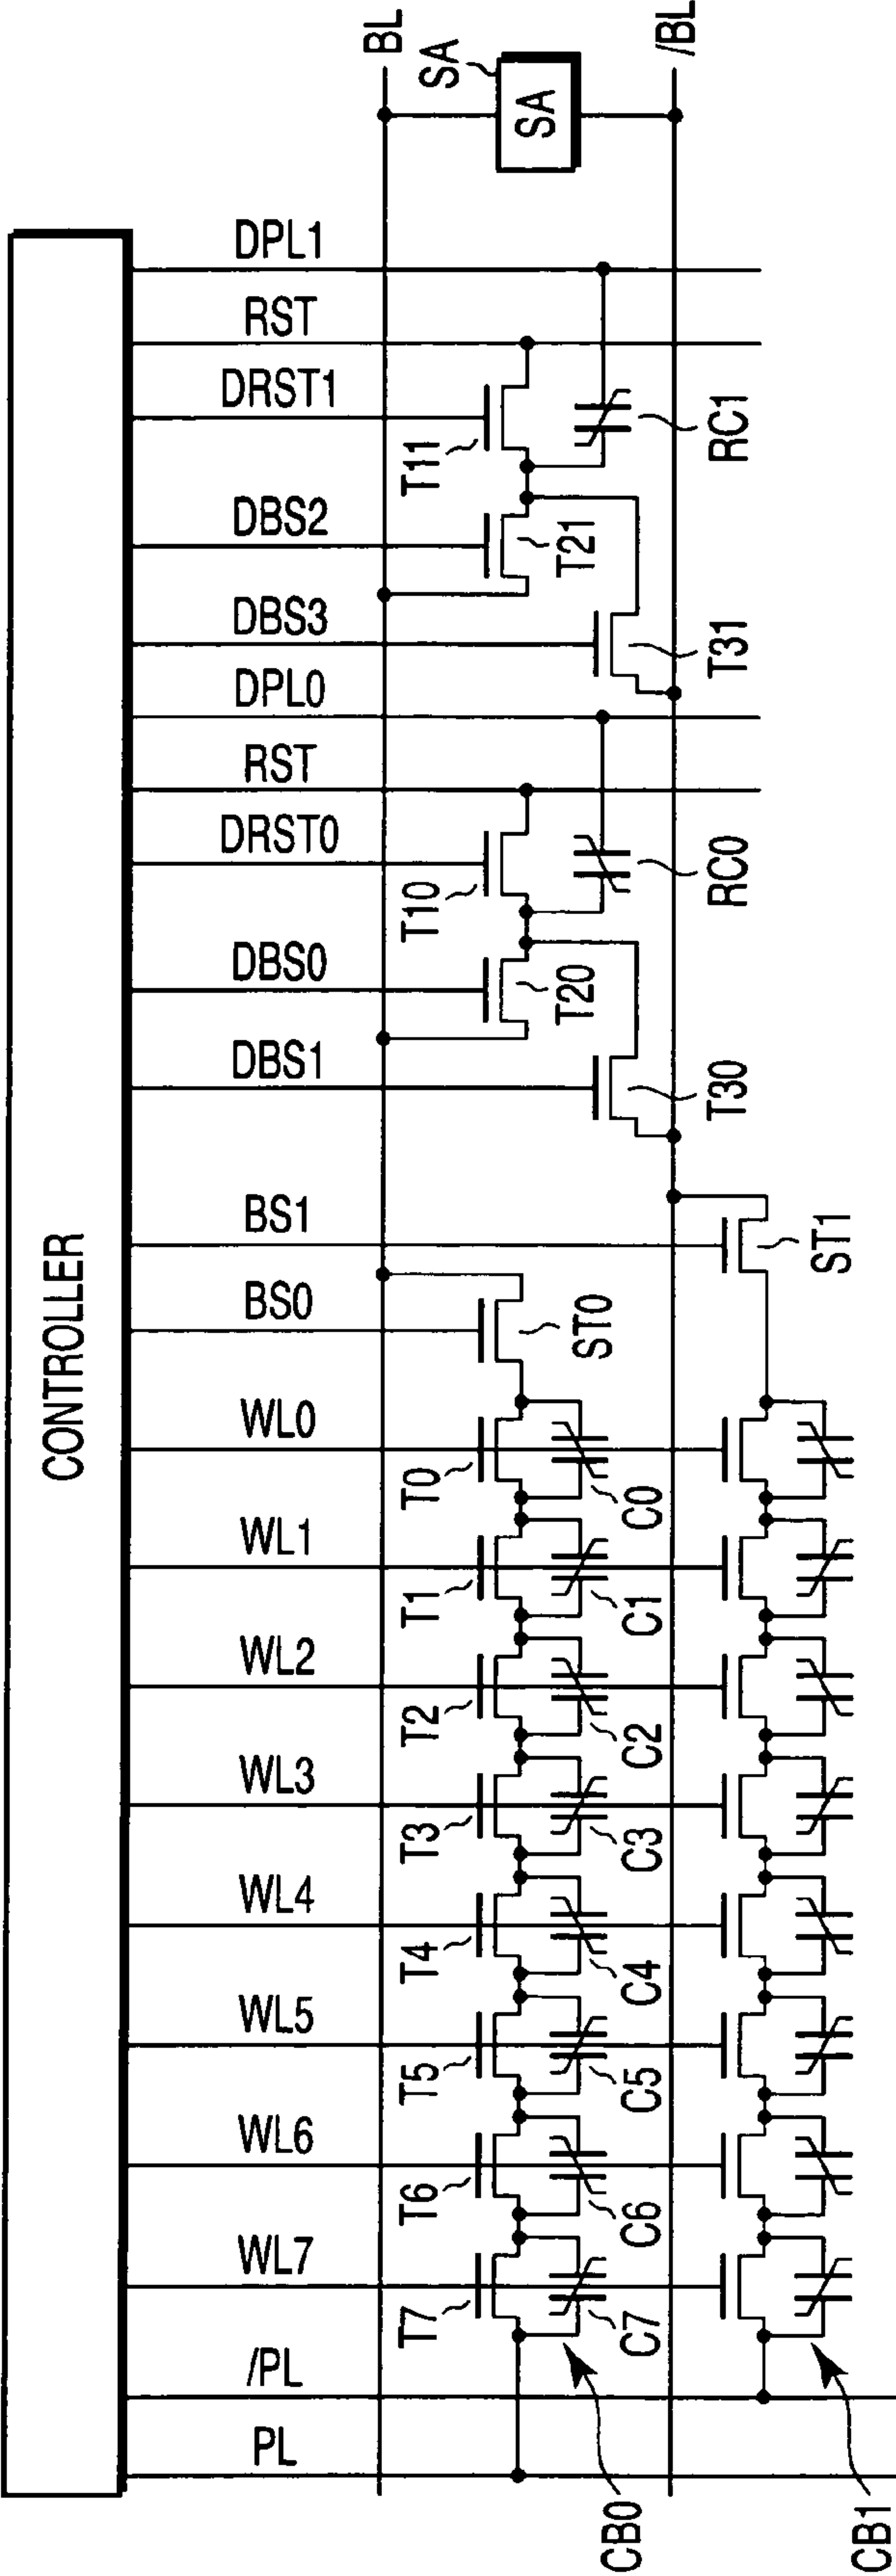 CONTROLLER
PL
/PL
WL7
WL6
WL5
WL4
WL3
WL2
WL1
WL0
BS0
BS1
DBS1
DBS0
DRST0
RST
DPL0
DBS3
DBS2
DRST1
RST
DPL1
BL
SA
SA
/BL
T7
T6
T5
T4
T3
T2
T1
T0
ST0
T20
T10
T21
T11
C7
C6
C5
C4
C3
C2
C1
C0
T30
RC0
T31
RC1
ST1
CB0
CB1